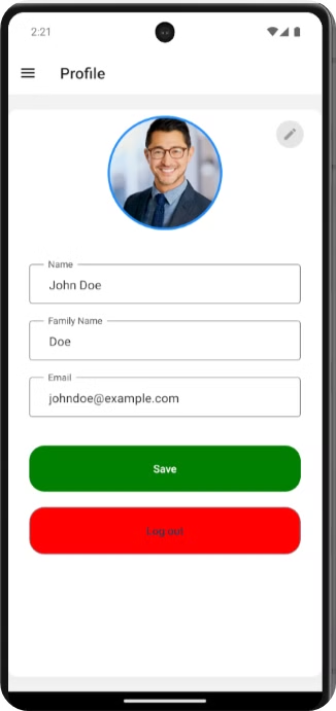 2:21
Profile
Name
John Doe
Family Name
Doe
Email
johndoe@example.com
Save
Log out